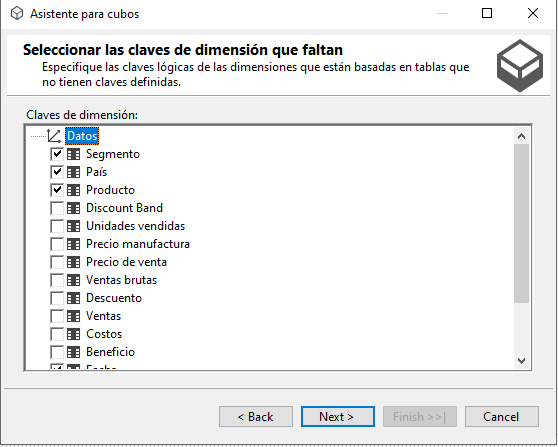 Asistente para cubos
Seleccionar las claves de dimensión que faltan
Especifique las claves lógicas de las dimensiones que están basadas en tablas que
no tienen claves definidas.
Claves de dimensión:
Datos
Segmento
País
Producto
Discount Band
Unidades vendidas
Precio manufactura
Precio de venta
Ventas brutas
Descuento
Ventas
Costos
Beneficio
< Back
Next >
Finish >>|
Cancel